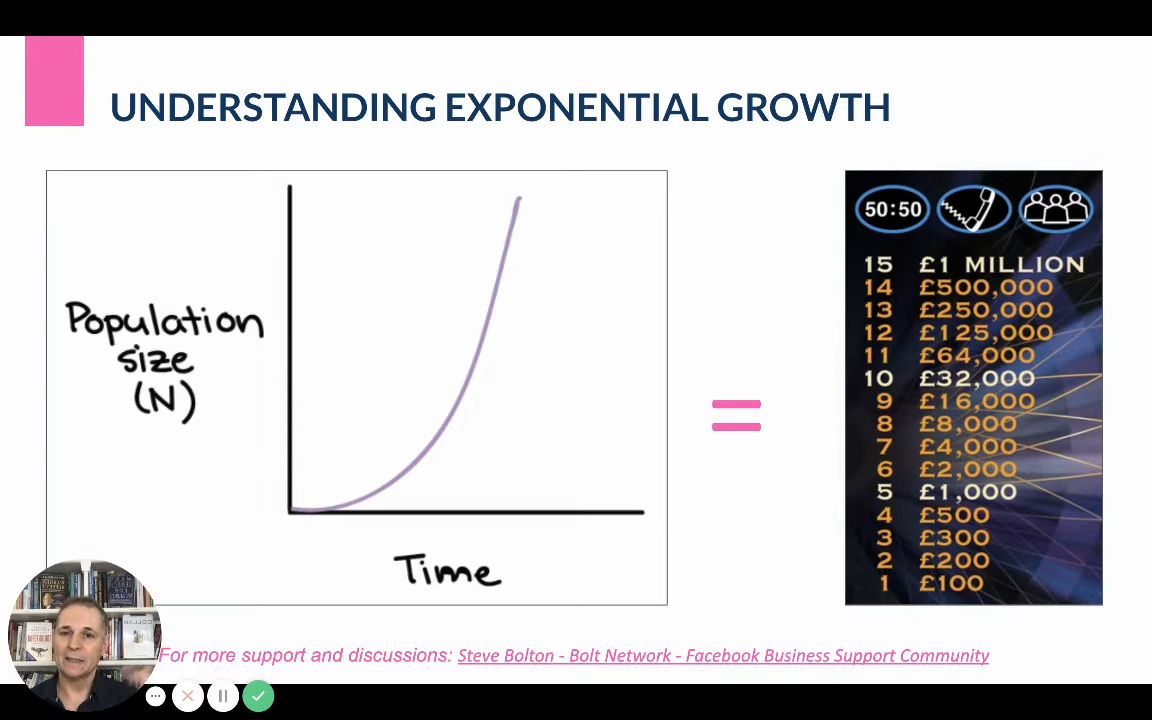 UNDERSTANDING EXPONENTIAL GROWTH
Population
size
(N)
Time
50:50
15 £1 MILLION
14 £500,000
13 £250,000
12 £125,000
11 £64,000
10 £32,000
9 £16,000
8 £8,000
7 £4,000
6 £2,000
5 £1,000
4 £500
3 £300
2 £200
1 £100
For more support and discussions: Steve Bolton - Bolt Network - Facebook Business Support Community